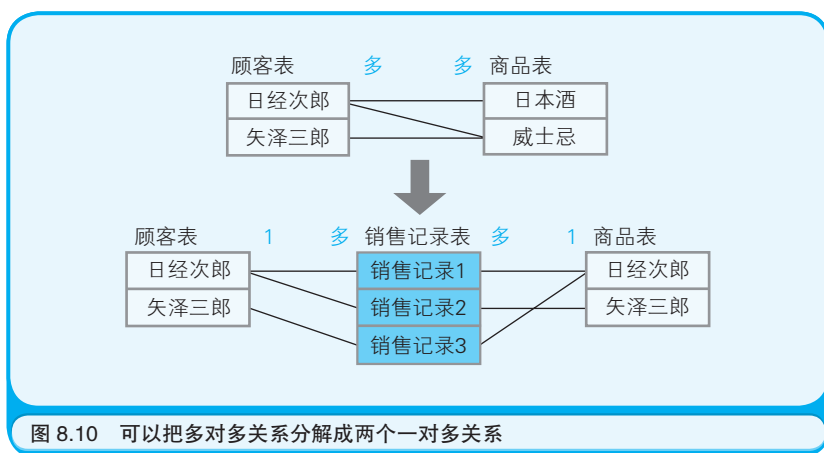 顾客表 多 多 商品表
日经次郎 日本酒
矢泽三郎 威士忌
顾客表 1 多 销售记录表 多 1 商品表
日经次郎 销售记录1 日经次郎
矢泽三郎 销售记录2 矢泽三郎
销售记录3
图 8.10 可以把多对多关系分解成两个一对多关系